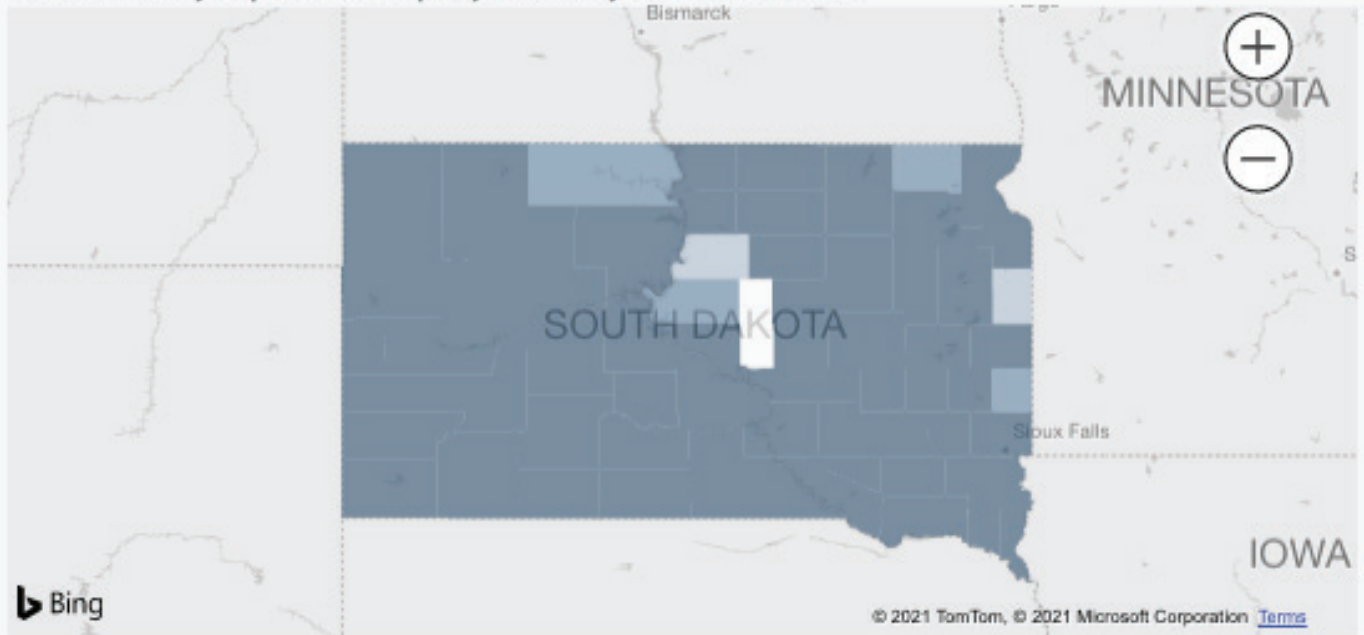 Bismarck
MINNESOTA
SOUTH DAKOTA
Sioux Falls
IOWA
Bing
© 2021 TomTom, © 2021 Microsoft Corporation Terms